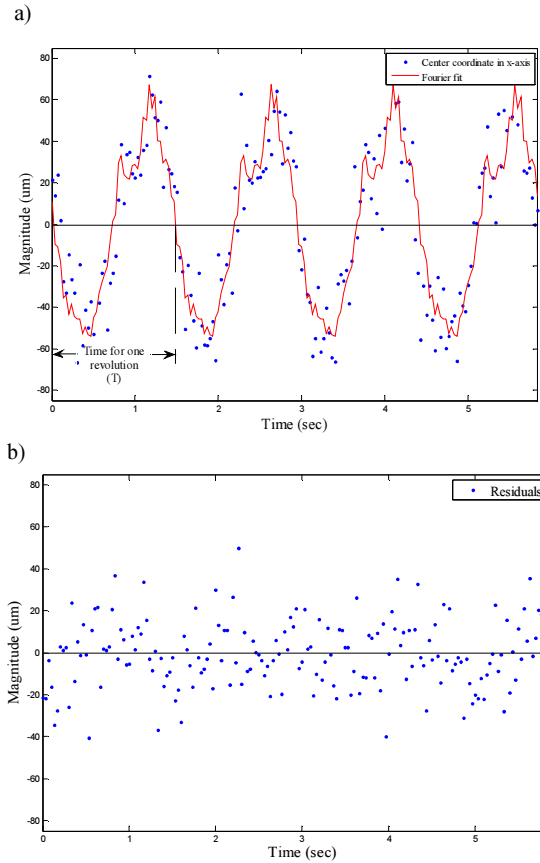 a)
80
60
40
20
0
-20
-40
-60
-80
Magnitude (um)
Center coordinate in x-axis
Fourier fit
Time for one
revolution
(T)
0
1
2
3
4
5
Time (sec)
b)
80
60
40
20
0
-20
-40
-60
-80
Magnitude (um)
Residuals
0
1
2
3
4
5
Time (sec)